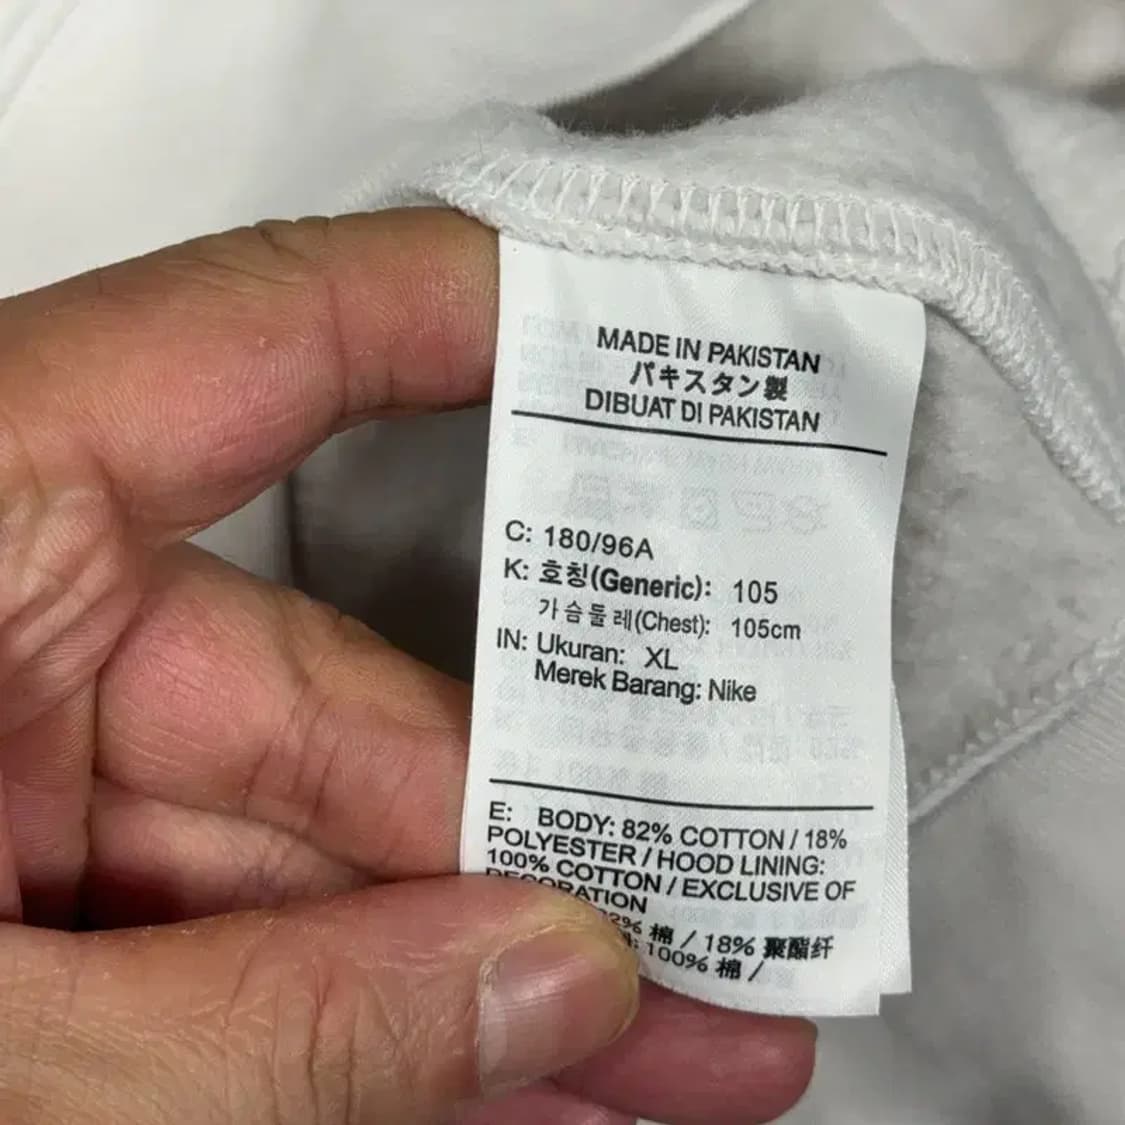 MADE IN PAKISTAN
パキスタン製
DIBUAT DI PAKISTAN
C: 180/96A
K: 호칭(Generic): 105
가슴둘레(Chest): 105cm
IN: Ukuran: XL
Merek Barang: Nike
E: BODY: 82% COTTON / 18%
POLYESTER / HOOD LINING:
100% COTTON / EXCLUSIVE OF
DECORATION
棉 / 18% 聚酯纤
100% 棉 /